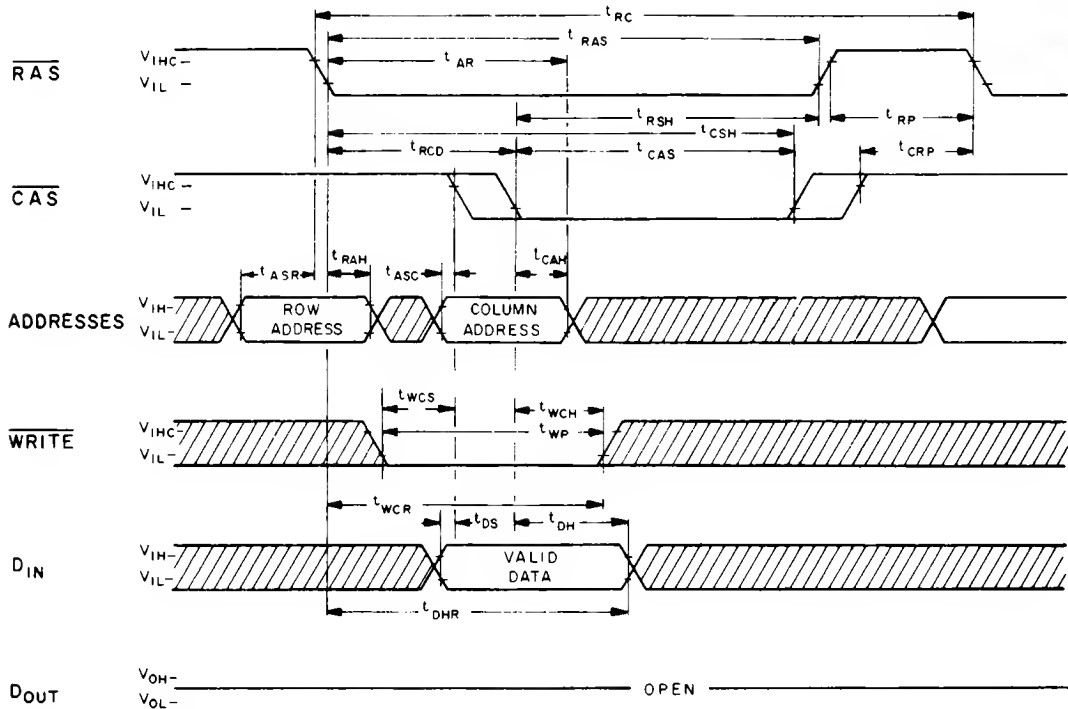 tRC
tRAS
tAR
RAS
VIHC
VIL
tRSH
tCSH
tRP
tRCD
tCAS
tCRP
CAS
VIHC
VIL
tASR
tRAH
tASC
tCAH
ADDRESSES
VIH
VIL
ROW
ADDRESS
COLUMN
ADDRESS
tWCS
tWCH
tWP
WRITE
VIHC
VIL
tWCR
tDS
tDH
DIN
VIH
VIL
VALID
DATA
tDHR
DOUT
VOH
VOL
OPEN